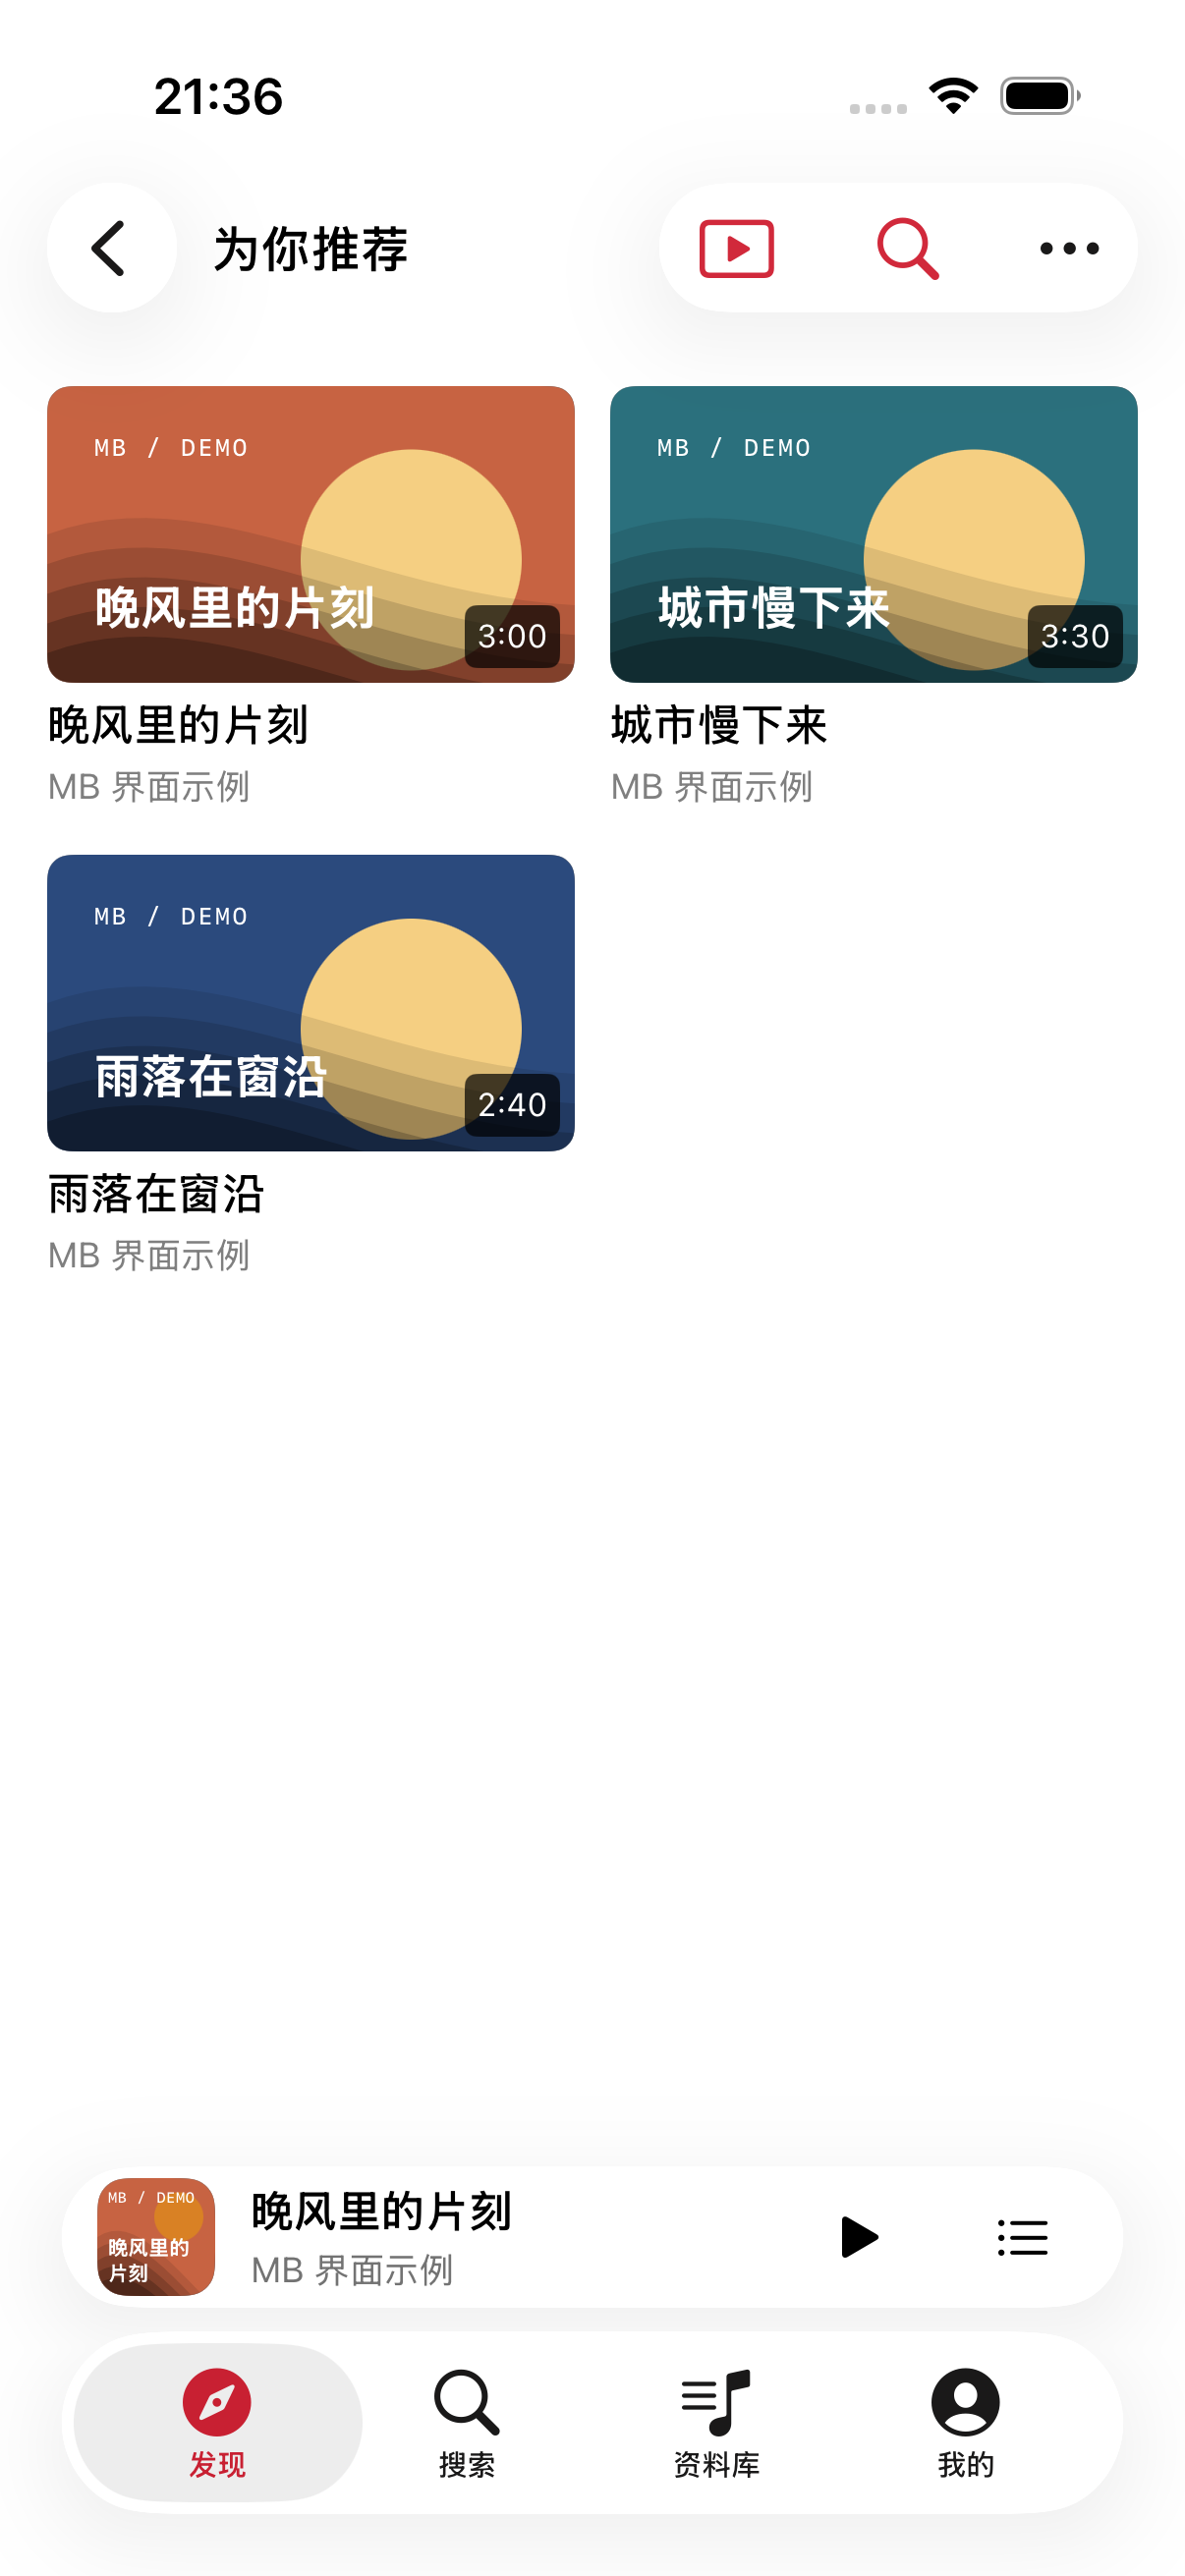 21:36
为你推荐
MB / DEMO
晚风里的片刻
3:00
晚风里的片刻
MB 界面示例
MB / DEMO
城市慢下来
3:30
城市慢下来
MB 界面示例
MB / DEMO
雨落在窗沿
2:40
雨落在窗沿
MB 界面示例
MB / DEMO
晚风里的
片刻
晚风里的片刻
MB 界面示例
发现
搜索
资料库
我的